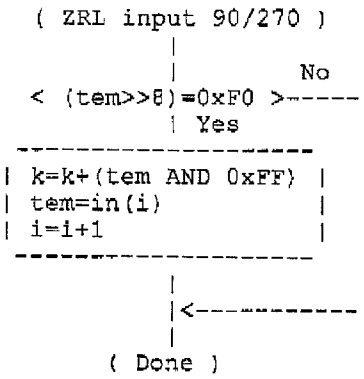 ( ZRL input 90/270 )
No
< (tem>>8)=0xF0 >-----
Yes
k=k+(tem AND 0xFF)
tem=in(i)
i=i+1
( Done )